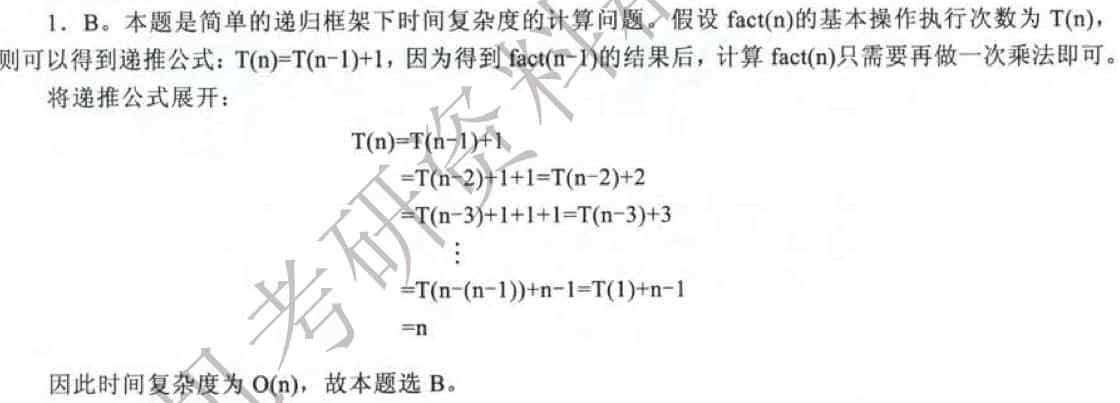 1. B。本题是简单的递归框架下时间复杂度的计算问题。假设 fact(n)的基本操作执行次数为 T(n),
则可以得到递推公式：T(n)=T(n-1)+1，因为得到 fact(n-1)的结果后，计算 fact(n)只需要再做一次乘法即可。
将递推公式展开：
T(n)=T(n-1)+1
=T(n-2)+1+1=T(n-2)+2
=T(n-3)+1+1+1=T(n-3)+3
⋮
=T(n-(n-1))+n-1=T(1)+n-1
=n
因此时间复杂度为 O(n)，故本题选 B。
机考研资料